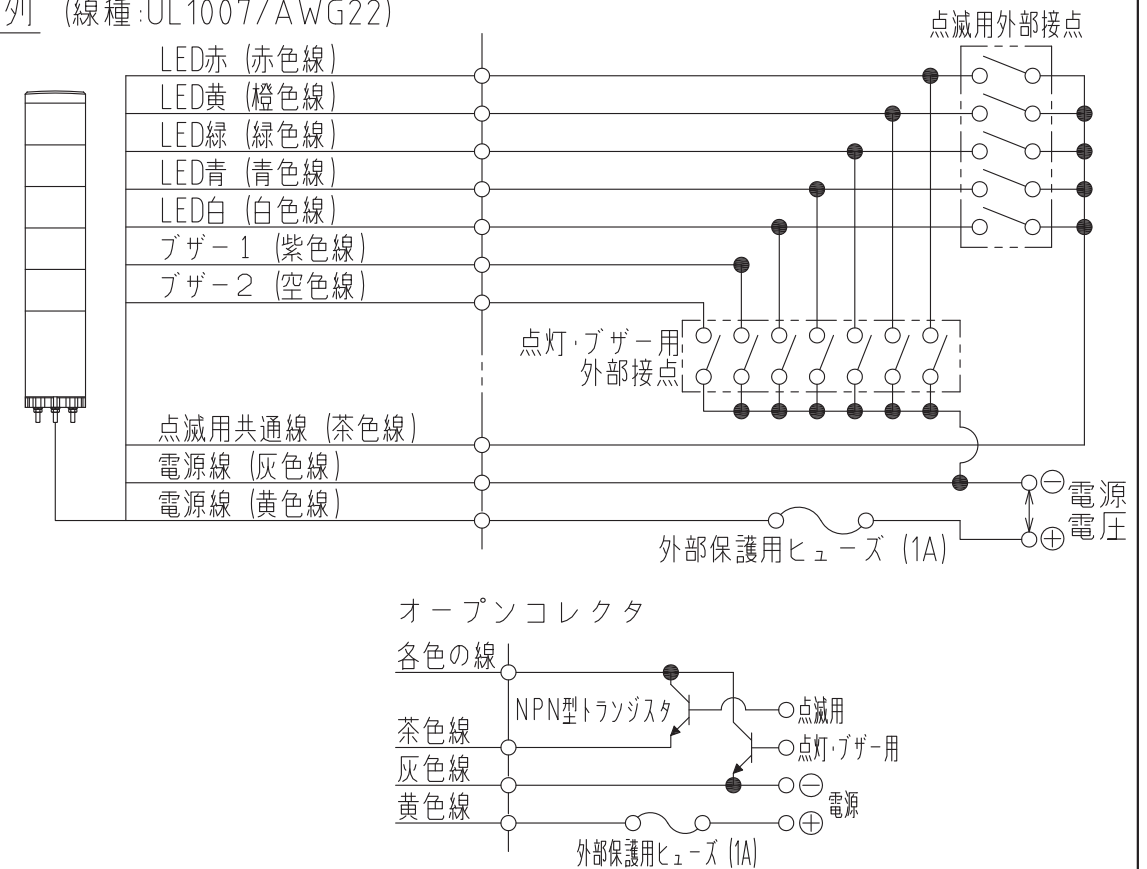 列 (線種:UL1007/AWG22)
点滅用外部接点
LED赤 (赤色線)
LED黄 (橙色線)
LED緑 (緑色線)
LED青 (青色線)
LED白 (白色線)
ブザー1 (紫色線)
ブザー2 (空色線)
点灯・ブザー用
外部接点
点滅用共通線 (茶色線)
電源線 (灰色線)
電源線 (黄色線)
⊖
電源
電圧
⊕
外部保護用ヒューズ (1A)
オープンコレクタ
各色の線
NPN型トランジスタ
点滅用
茶色線
点灯・ブザー用
灰色線
⊖
電源
黄色線
⊕
外部保護用ヒューズ (1A)